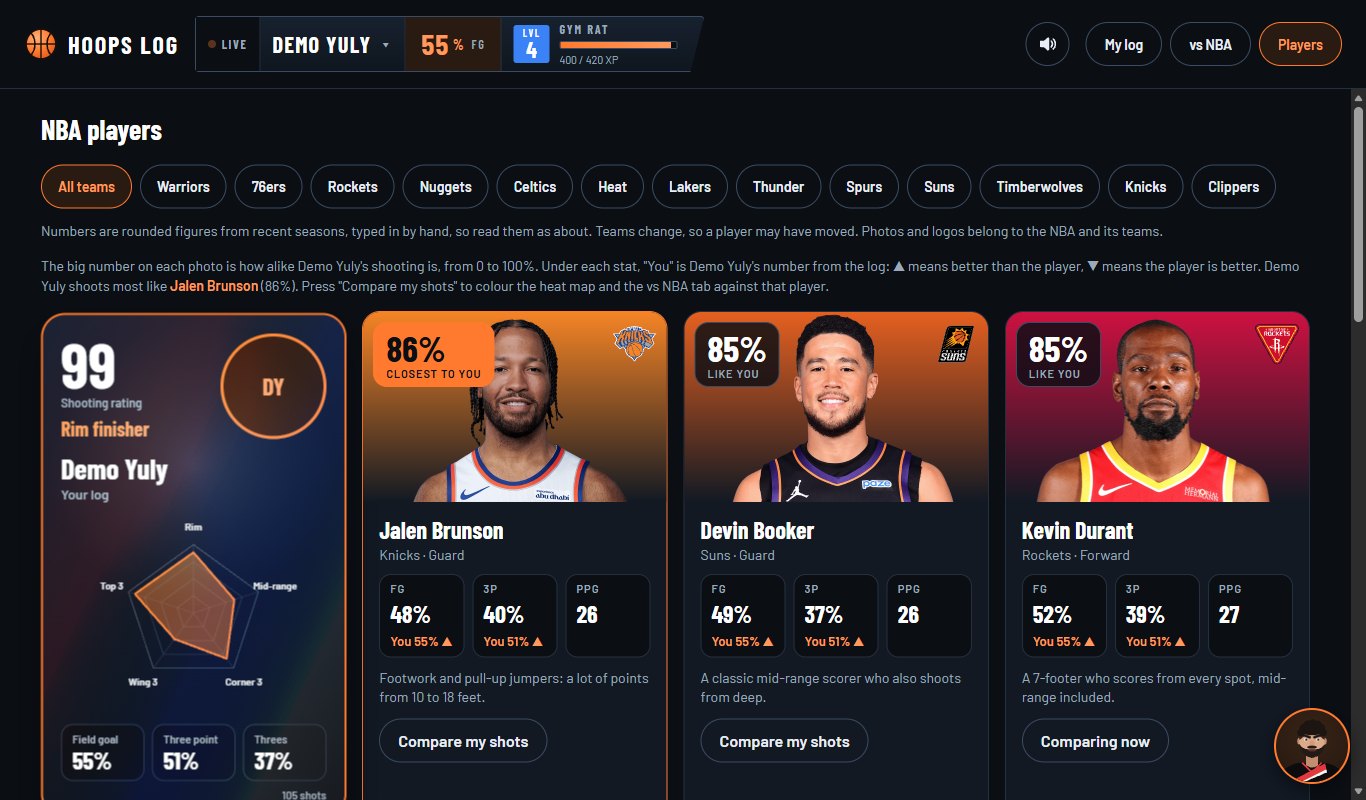 HOOPS LOG
LIVE
DEMO YULY
55% FG
LVL
4
GYM RAT
400 / 420 XP
My log
vs NBA
Players
NBA players
All teams
Warriors
76ers
Rockets
Nuggets
Celtics
Heat
Lakers
Thunder
Spurs
Suns
Timberwolves
Knicks
Clippers
Numbers are rounded figures from recent seasons, typed in by hand, so read them as about. Teams change, so a player may have moved. Photos and logos belong to the NBA and its teams.
The big number on each photo is how alike Demo Yuly's shooting is, from 0 to 100%. Under each stat, "You" is Demo Yuly's number from the log: ▲ means better than the player, ▼ means the player is better. Demo
Yuly shoots most like Jalen Brunson (86%). Press "Compare my shots" to colour the heat map and the vs NBA tab against that player.
99
Shooting rating
Rim finisher
DY
Demo Yuly
Your log
Rim
Top 3
Mid-range
Wing 3
Corner 3
Field goal
55%
Three point
51%
Threes
37%
105 shots
86%
CLOSEST TO YOU
abu dhabi
Jalen Brunson
Knicks · Guard
FG
48%
You 55% ▲
3P
40%
You 51% ▲
PPG
26
Footwork and pull-up jumpers: a lot of points
from 10 to 18 feet.
Compare my shots
85%
LIKE YOU
SUNS
paze
Devin Booker
Suns · Guard
FG
49%
You 55% ▲
3P
37%
You 51% ▲
PPG
26
A classic mid-range scorer who also shoots
from deep.
Compare my shots
85%
LIKE YOU
ROCKETS
Kevin Durant
Rockets · Forward
FG
52%
You 55% ▲
3P
39%
You 51% ▲
PPG
27
A 7-footer who scores from every spot, mid-
range included.
Comparing now